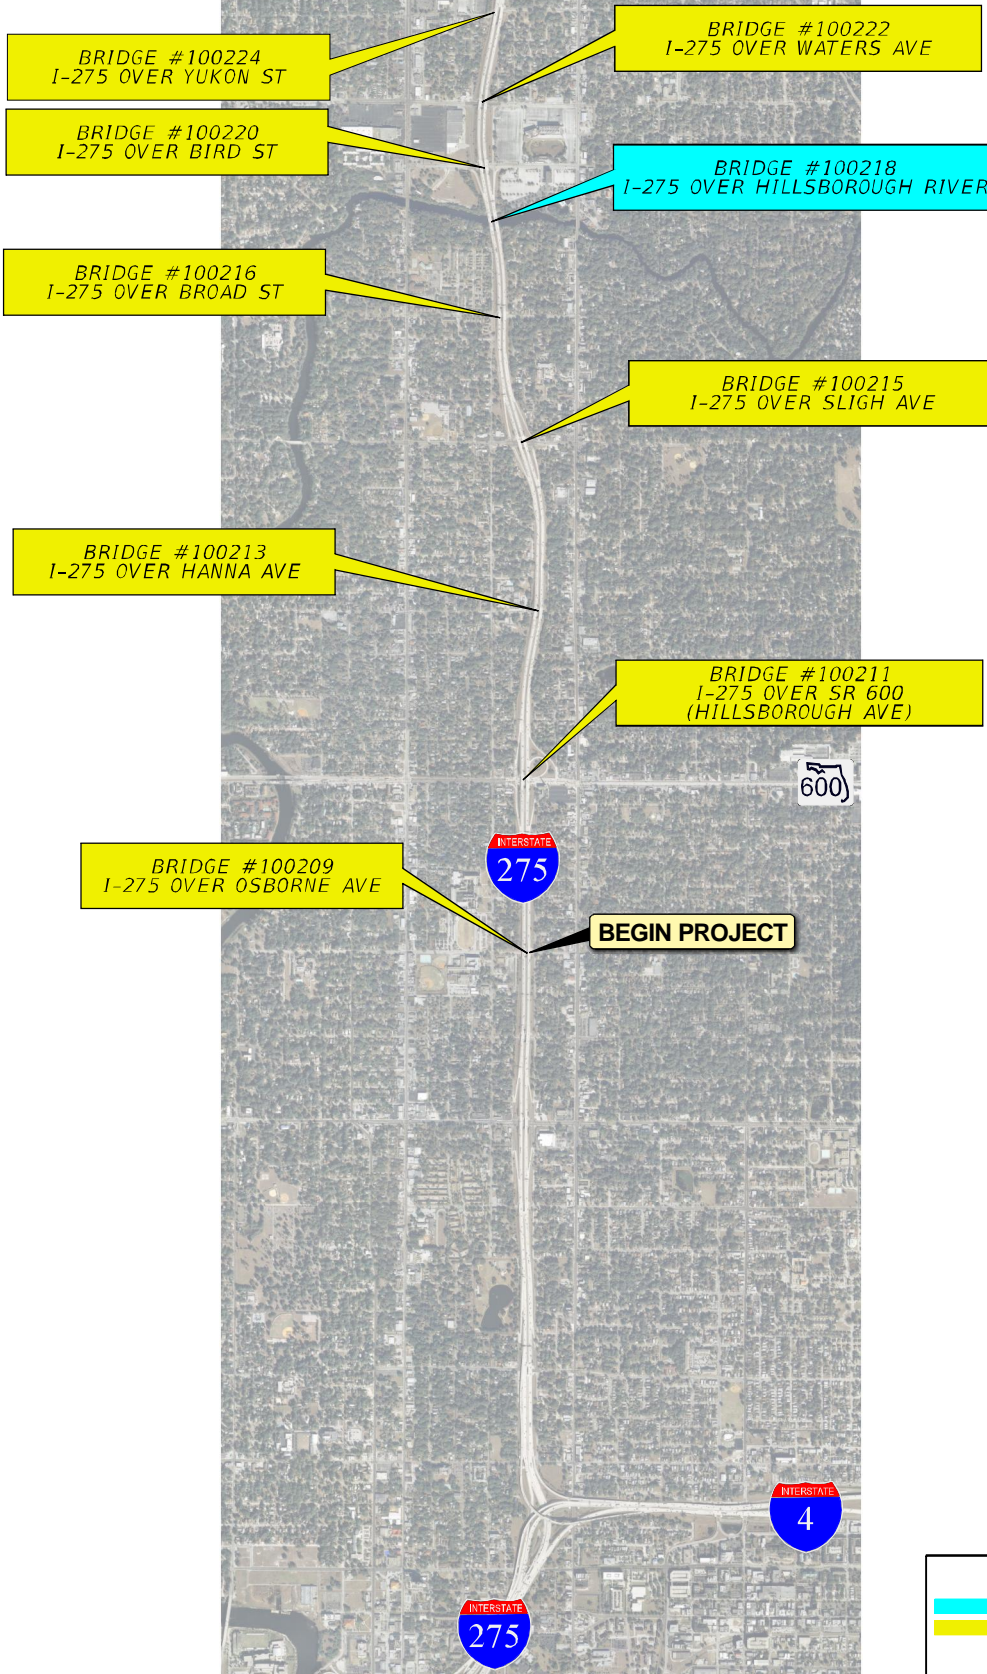 BRIDGE #100224
I-275 OVER YUKON ST
BRIDGE #100222
I-275 OVER WATERS AVE
BRIDGE #100220
I-275 OVER BIRD ST
BRIDGE #100218
I-275 OVER HILLSBOROUGH RIVER
BRIDGE #100216
I-275 OVER BROAD ST
BRIDGE #100215
I-275 OVER SLIGH AVE
BRIDGE #100213
I-275 OVER HANNA AVE
BRIDGE #100211
I-275 OVER SR 600
(HILLSBOROUGH AVE)
600
INTERSTATE
275
BRIDGE #100209
I-275 OVER OSBORNE AVE
BEGIN PROJECT
INTERSTATE
4
INTERSTATE
275